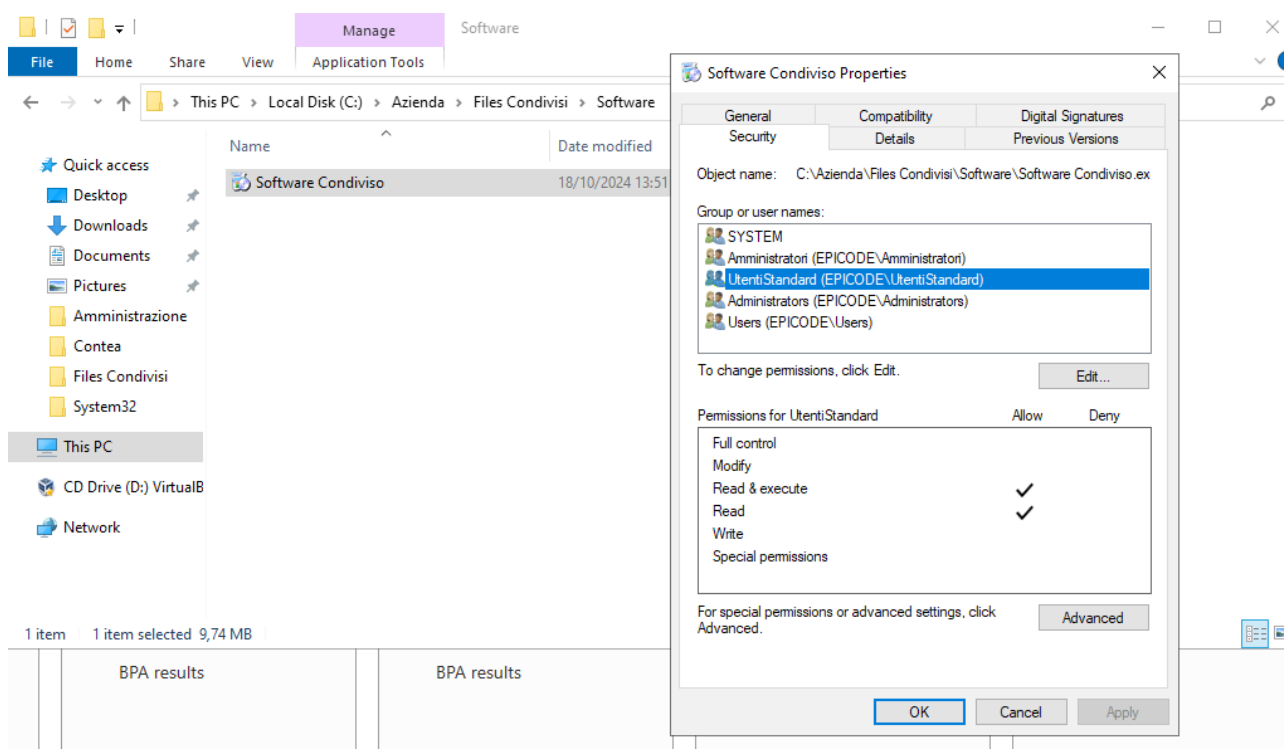 Manage
Software
File
Home
Share
View
Application Tools
This PC > Local Disk (C:) > Azienda > Files Condivisi > Software
Name
Date modified
Quick access
Desktop
Downloads
Documents
Pictures
Amministrazione
Contea
Files Condivisi
System32
This PC
CD Drive (D:) VirtualB
Network
Software Condiviso
18/10/2024 13:51
1 item
1 item selected 9,74 MB
BPA results
BPA results
Software Condiviso Properties
General
Compatibility
Digital Signatures
Security
Details
Previous Versions
Object name: C:\Azienda\Files Condivisi\Software\Software Condiviso.ex
Group or user names:
SYSTEM
Amministratori (EPICODE\Amministratori)
UtentiStandard (EPICODE\UtentiStandard)
Administrators (EPICODE\Administrators)
Users (EPICODE\Users)
To change permissions, click Edit.
Edit...
Permissions for UtentiStandard
Allow
Deny
Full control
Modify
Read & execute
Read
Write
Special permissions
For special permissions or advanced settings, click
Advanced.
Advanced
OK
Cancel
Apply